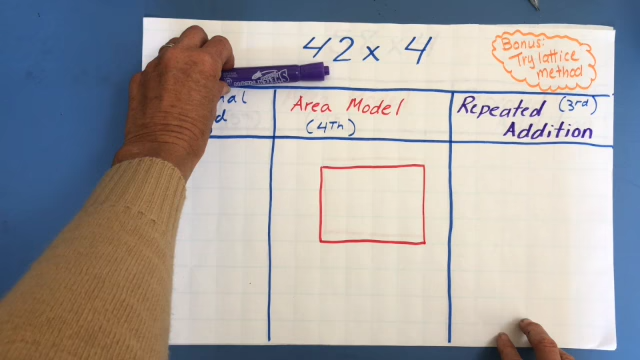 42 x 4
Bonus:
Try lattice
method
Area Model
(4Th)
Repeated (3rd)
Addition